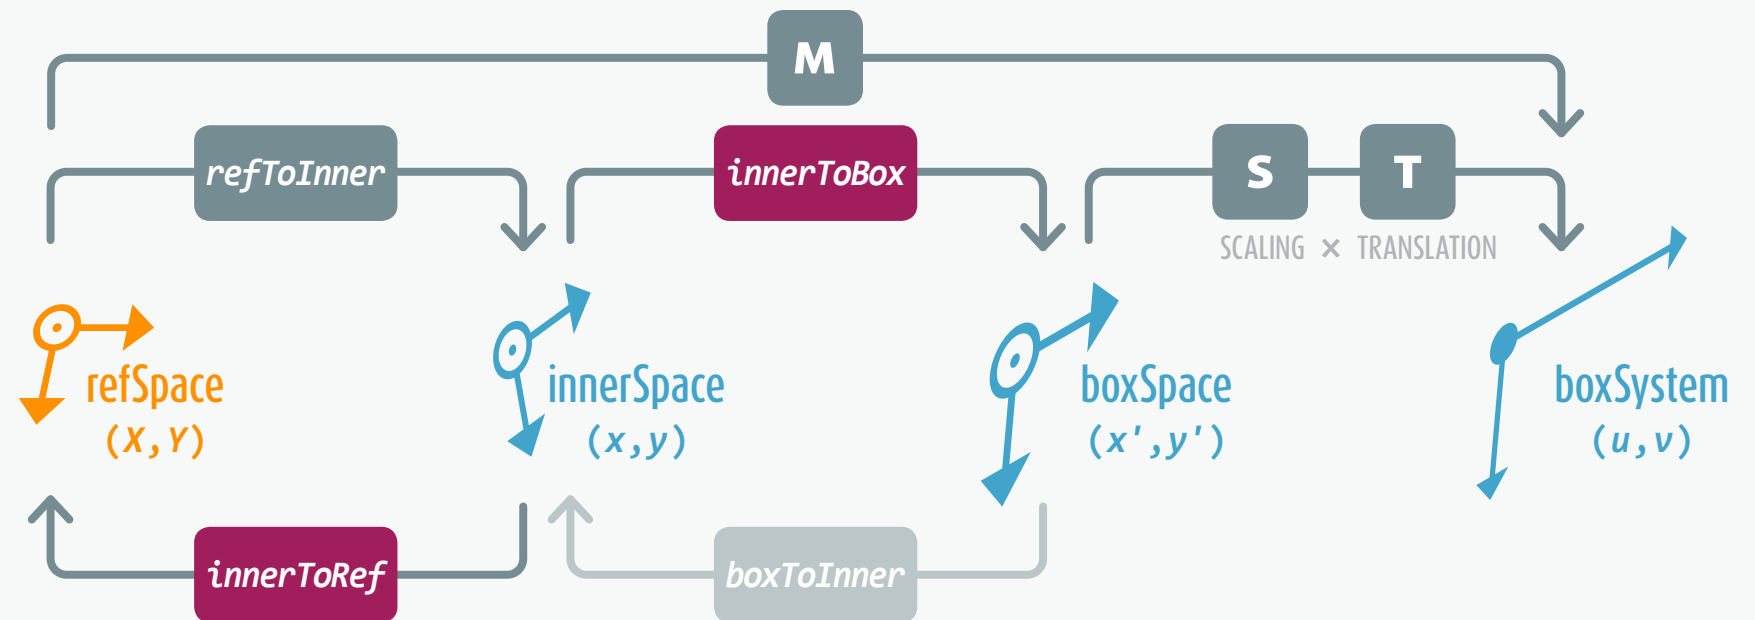 M
refToInner
innerToBox
S
T
SCALING × TRANSLATION
refSpace
(X,Y)
innerSpace
(x,y)
boxSpace
(x',y')
boxSystem
(u,v)
innerToRef
boxToInner